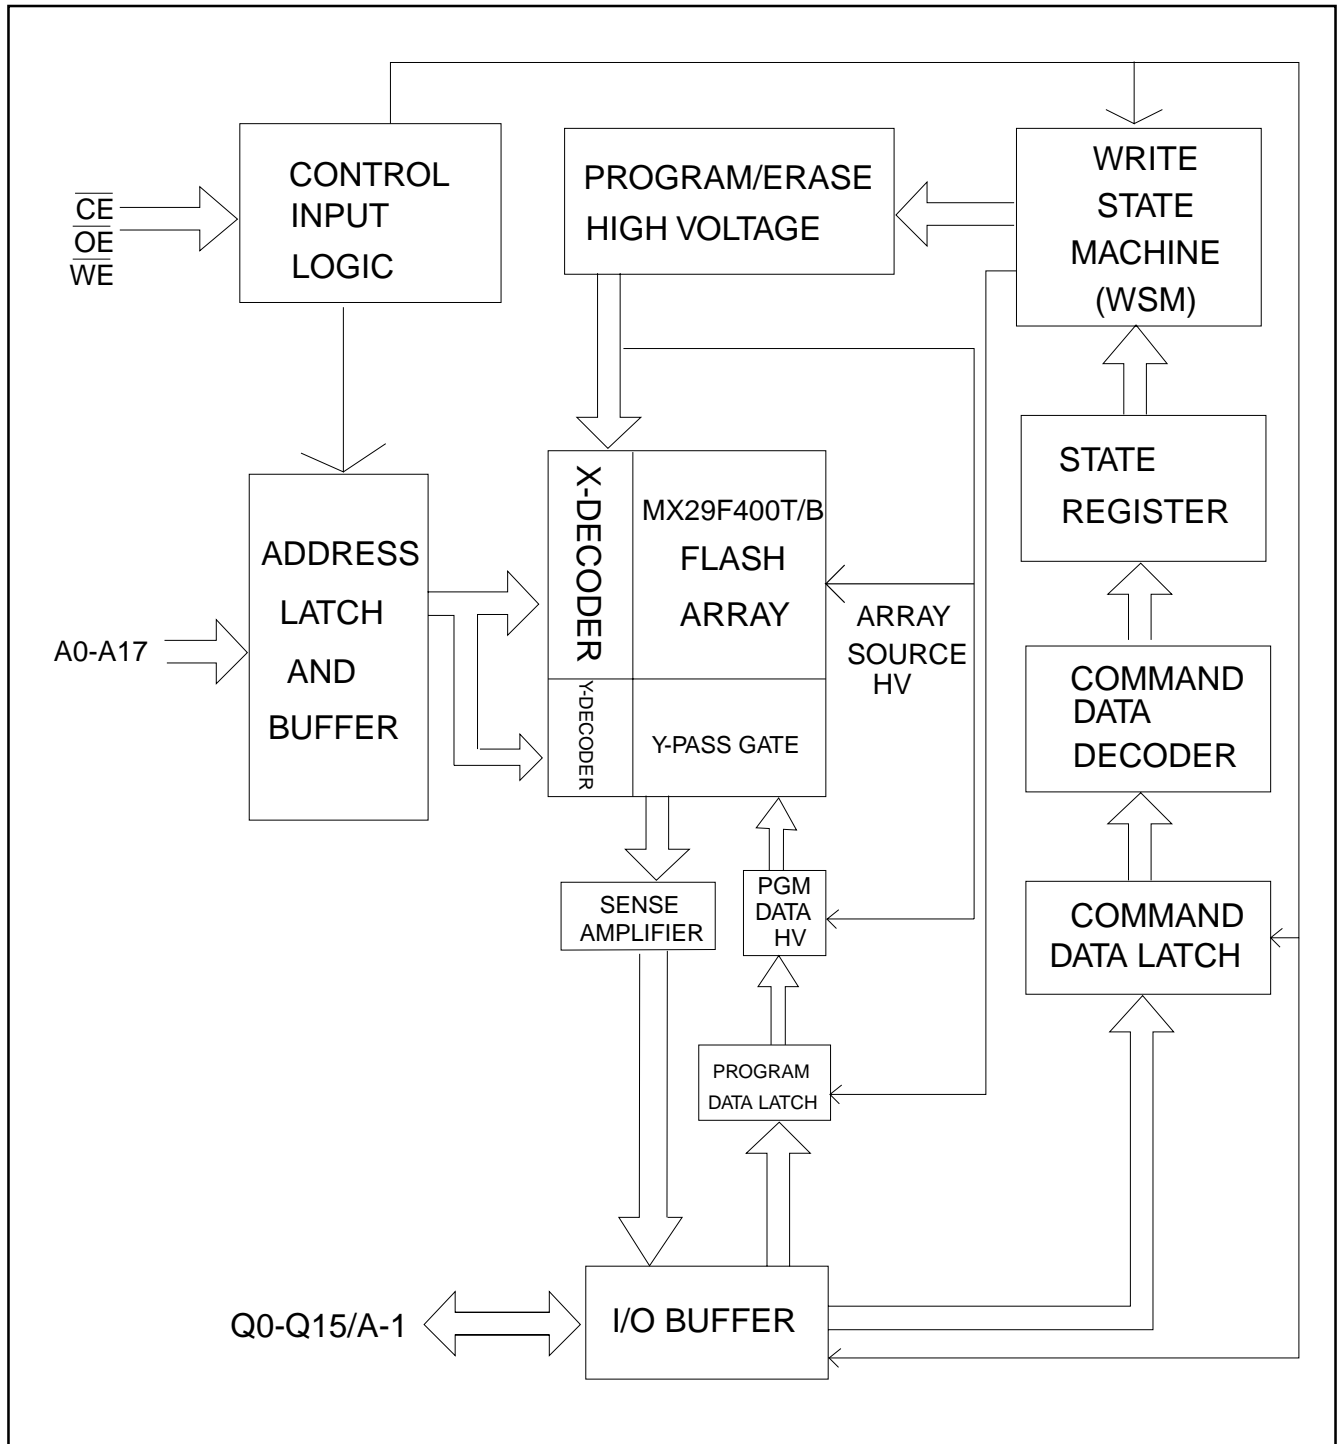 CE
OE
WE
CONTROL
INPUT
LOGIC
PROGRAM/ERASE
HIGH VOLTAGE
WRITE
STATE
MACHINE
(WSM)
STATE
REGISTER
A0-A17
ADDRESS
LATCH
AND
BUFFER
X-DECODER
MX29F400T/B
FLASH
ARRAY
ARRAY
SOURCE
HV
Y-DECODER
Y-PASS GATE
COMMAND
DATA
DECODER
SENSE
AMPLIFIER
PGM
DATA
HV
COMMAND
DATA LATCH
PROGRAM
DATA LATCH
Q0-Q15/A-1
I/O BUFFER